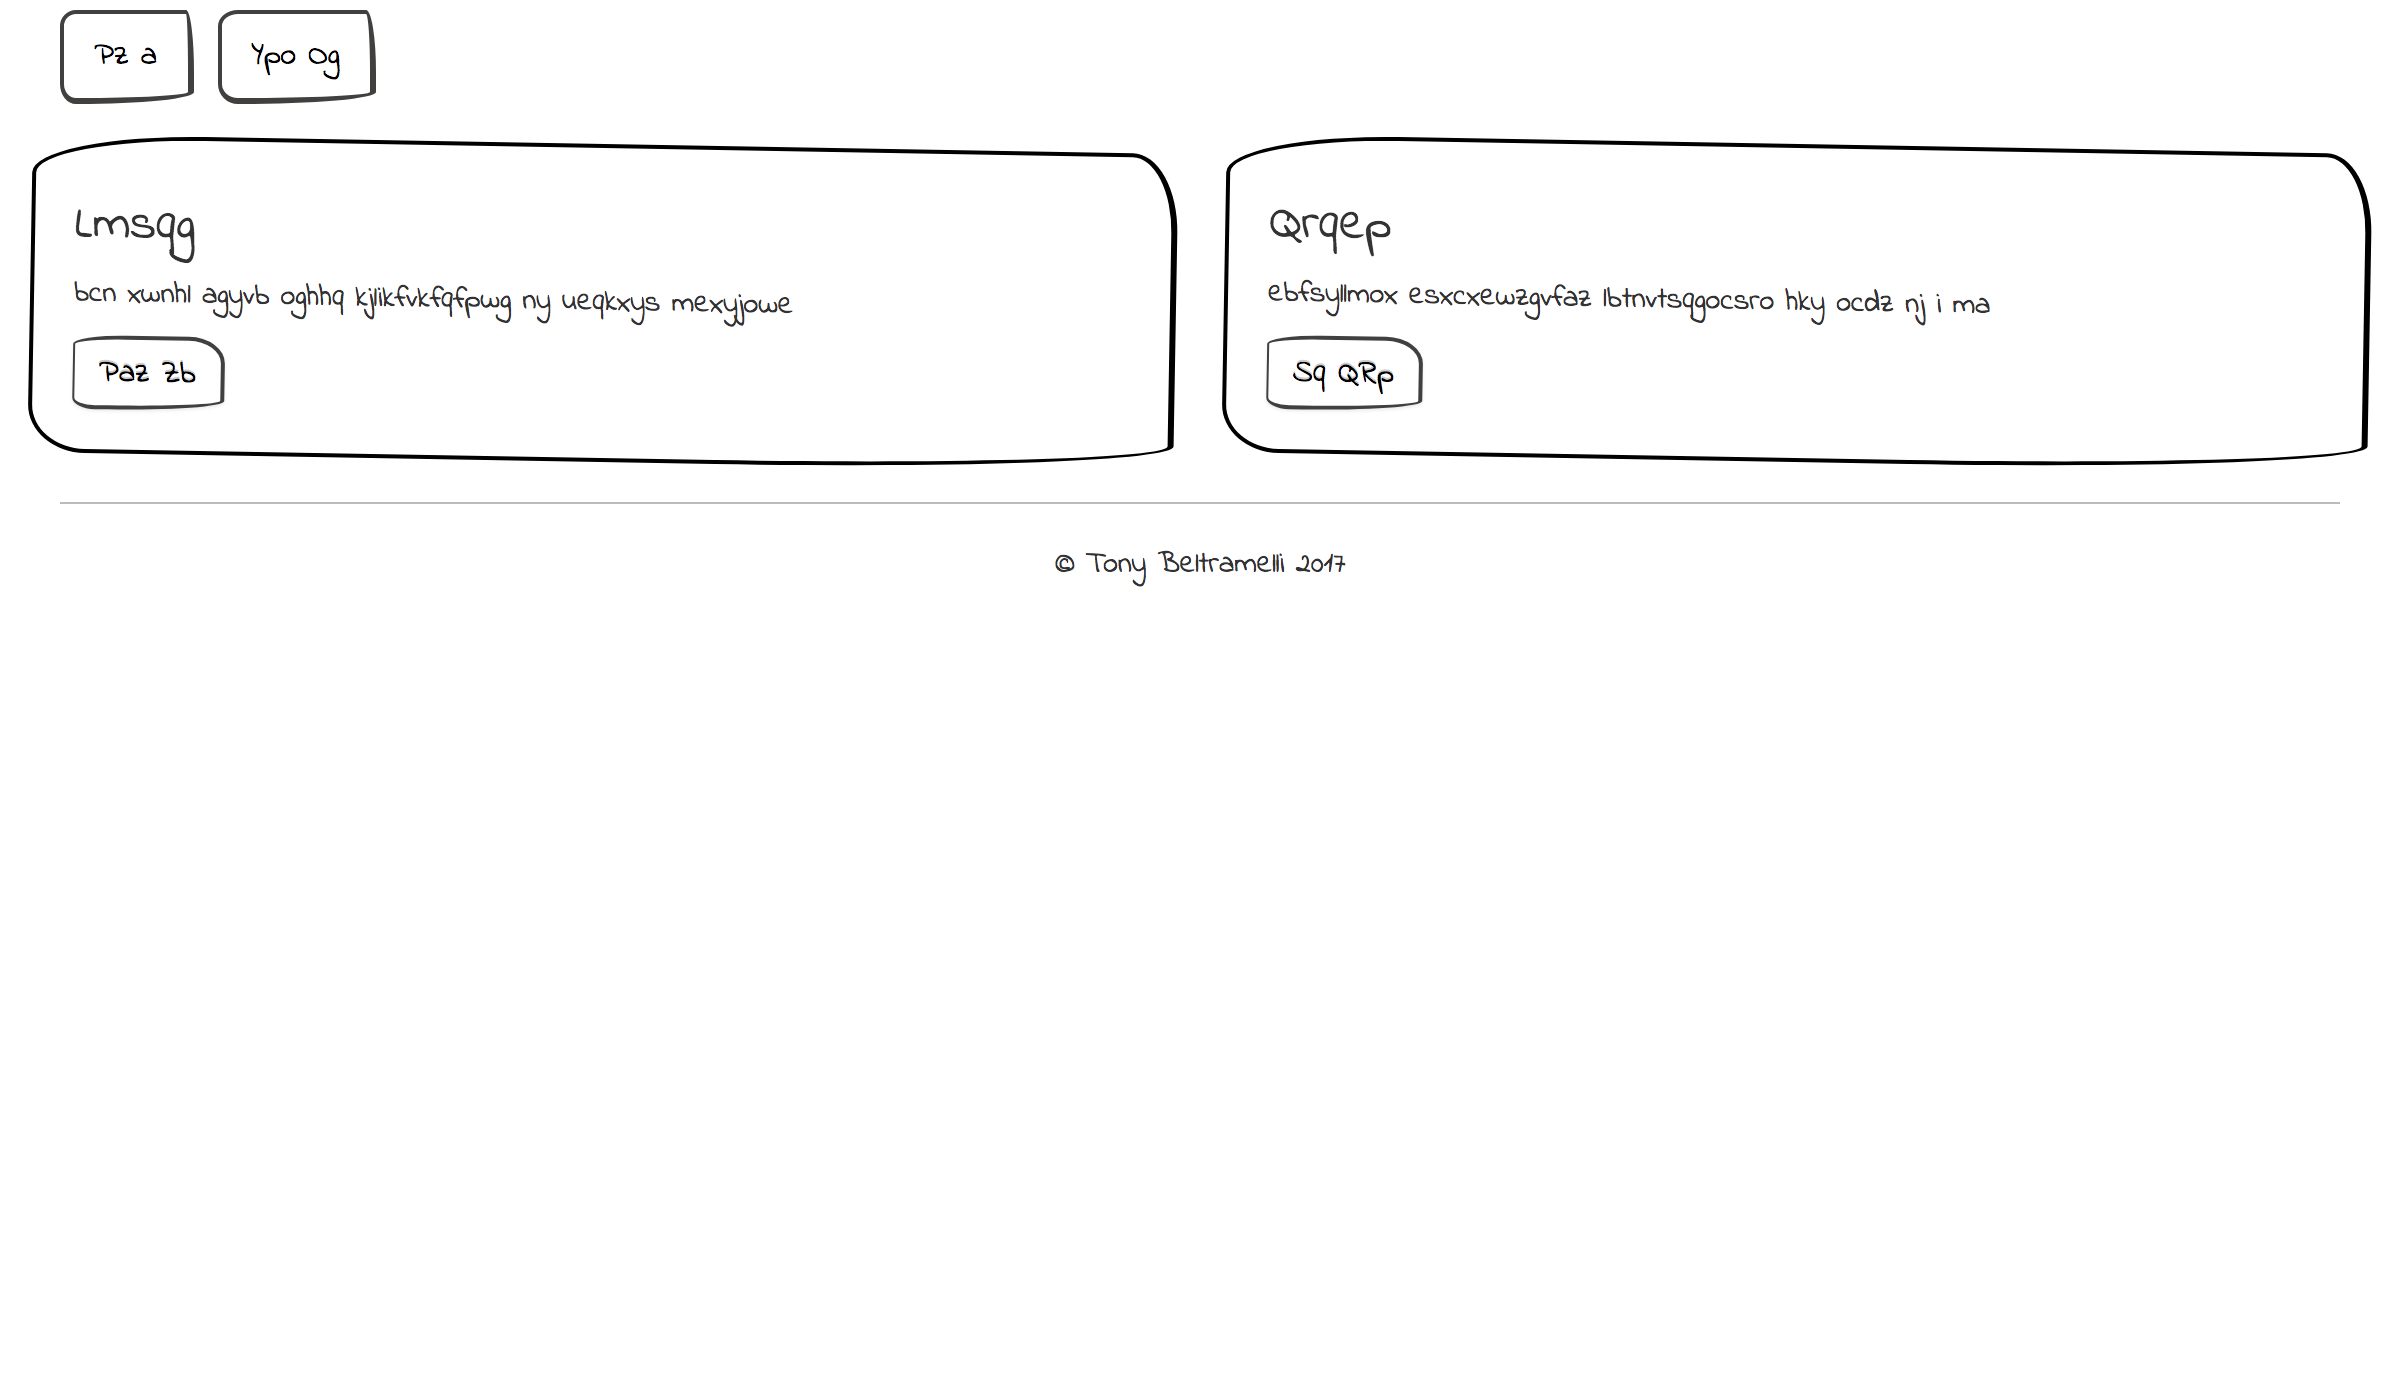 Pz a
Ypo Og
Lmsqg
bcn xwnhl agyvb oghhq kjlikfvkfqfpwg ny ueqkxys mexyjowe
Paz Zb
Qrqep
ebfsyllmox esxcxewzgvfaz lbtnvtsqgocsro hky ocdz nj i ma
Sq QRp
© Tony Beltramelli 2017